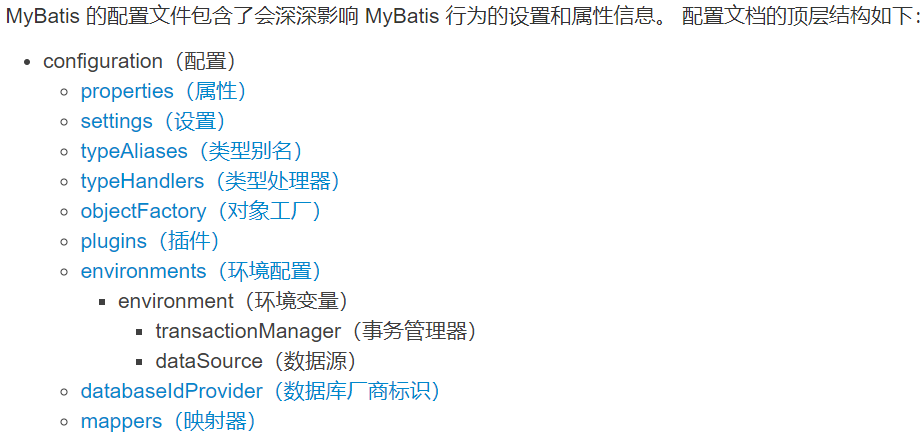 MyBatis 的配置文件包含了会深深影响 MyBatis 行为的设置和属性信息。 配置文档的顶层结构如下：
configuration（配置）
properties（属性）
settings（设置）
typeAliases（类型别名）
typeHandlers（类型处理器）
objectFactory（对象工厂）
plugins（插件）
environments（环境配置）
environment（环境变量）
transactionManager（事务管理器）
dataSource（数据源）
databaseIdProvider（数据库厂商标识）
mappers（映射器）